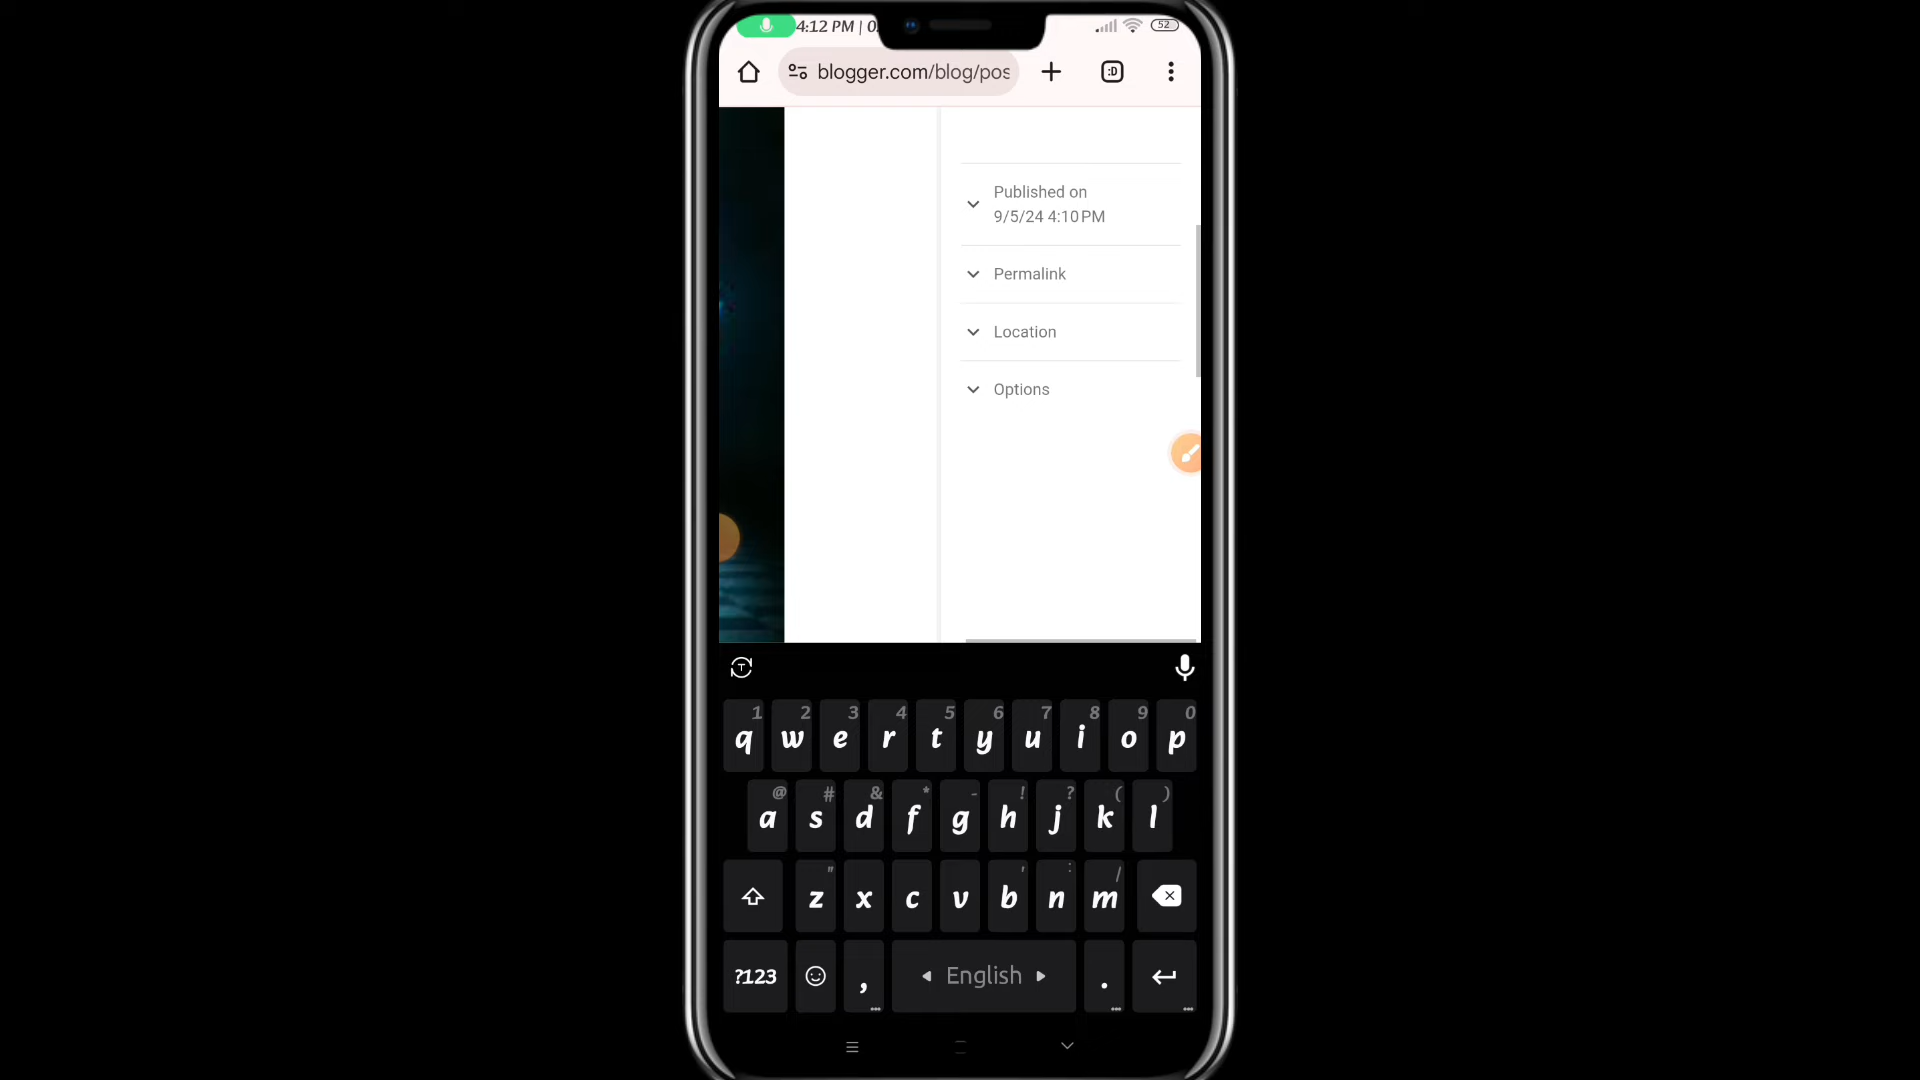 4:12 PM | 0
52
blogger.com/blog/pos
:D
Published on
9/5/24 4:10 PM
Permalink
Location
Options
T
1 2 3 4 5 6 7 8 9 0
q w e r t y u i o p
@ # & * - ! ? ( )
a s d f g h j k l
" ' : /
z x c v b n m
?123 , English .